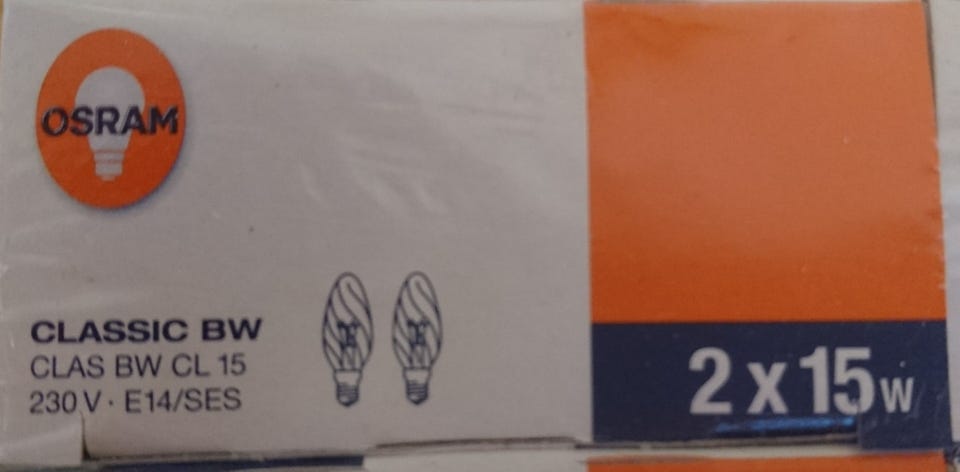 OSRAM
CLASSIC BW
CLAS BW CL 15
230 V · E14/SES
2 x 15 W